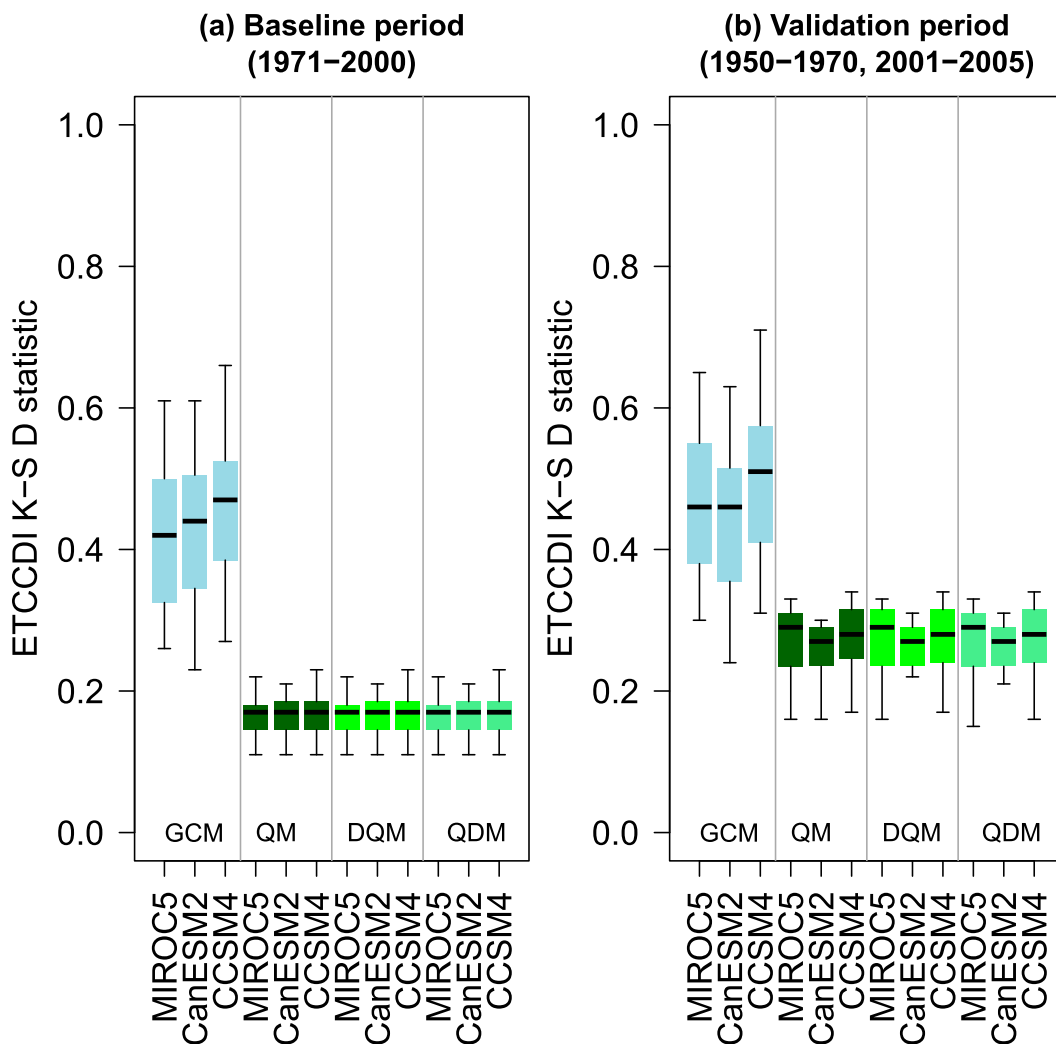 (a) Baseline period
(1971−2000)
ETCCDI K−S D statistic
1.0
0.8
0.6
0.4
0.2
0.0
GCM QM DQM QDM
MIROC5
CanESM2
CCSM4
MIROC5
CanESM2
CCSM4
MIROC5
CanESM2
CCSM4
MIROC5
CanESM2
CCSM4
(b) Validation period
(1950−1970, 2001−2005)
ETCCDI K−S D statistic
1.0
0.8
0.6
0.4
0.2
0.0
GCM QM DQM QDM
MIROC5
CanESM2
CCSM4
MIROC5
CanESM2
CCSM4
MIROC5
CanESM2
CCSM4
MIROC5
CanESM2
CCSM4